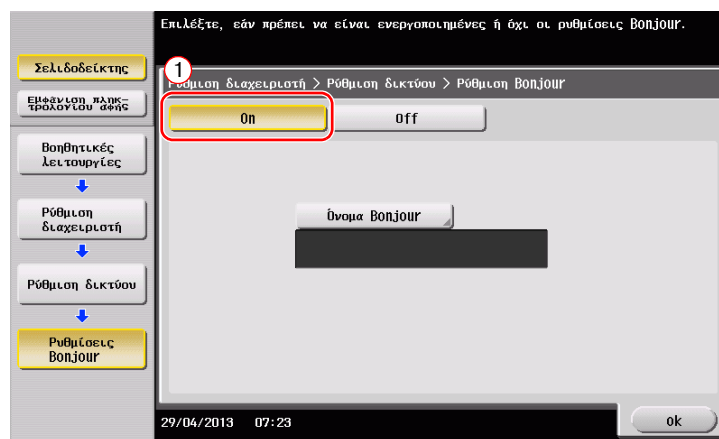 Επιλέξτε, εάν πρέπει να είναι ενεργοποιημένες ή όχι οι ρυθμίσεις Bonjour.
Σελιδοδείκτης
Εμφάνιση πληκ-
τρολογίου αφής
Βοηθητικές
λειτουργίες
Ρύθμιση
διαχειριστή
Ρύθμιση δικτύου
Ρυθμίσεις
Bonjour
1
Ρύθμιση διαχειριστή > Ρύθμιση δικτύου > Ρύθμιση Bonjour
On
Off
Όνομα Bonjour
29/04/2013 07:23
ok